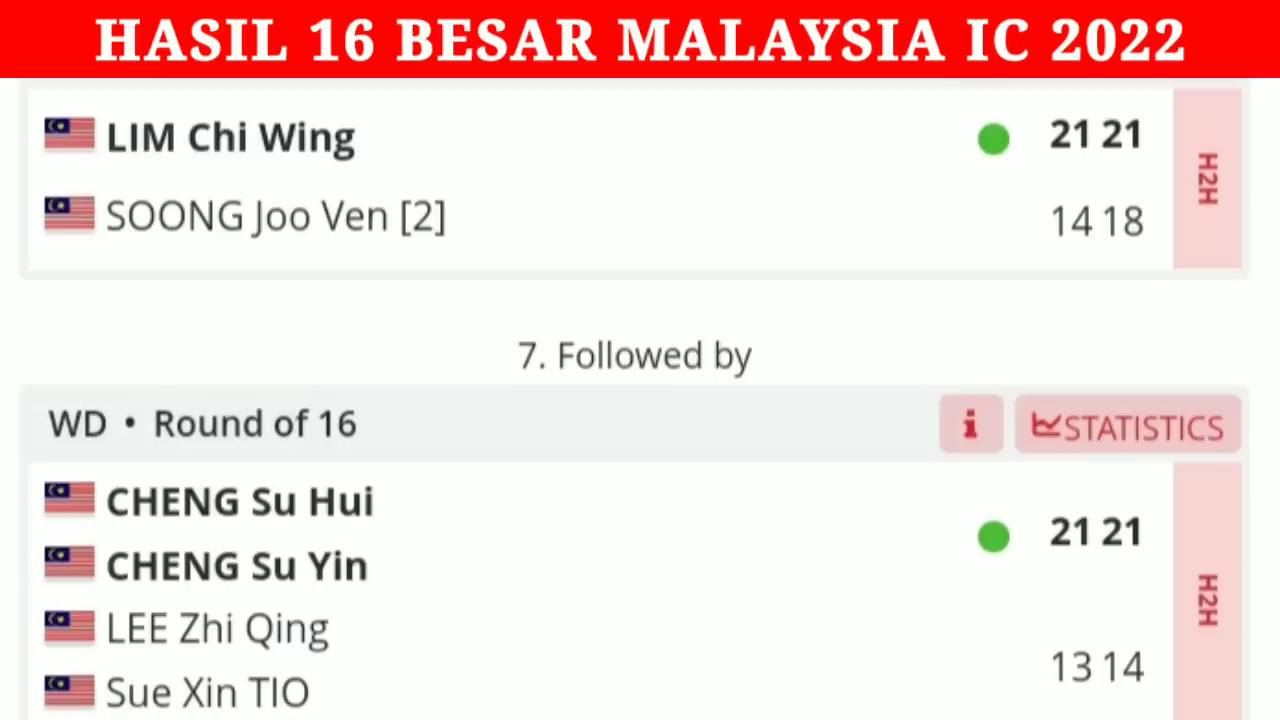 HASIL 16 BESAR MALAYSIA IC 2022
LIM Chi Wing 21 21
SOONG Joo Ven [2] 14 18
H2H
7. Followed by
WD • Round of 16 i STATISTICS
CHENG Su Hui
CHENG Su Yin 21 21
LEE Zhi Qing
Sue Xin TIO 13 14
H2H